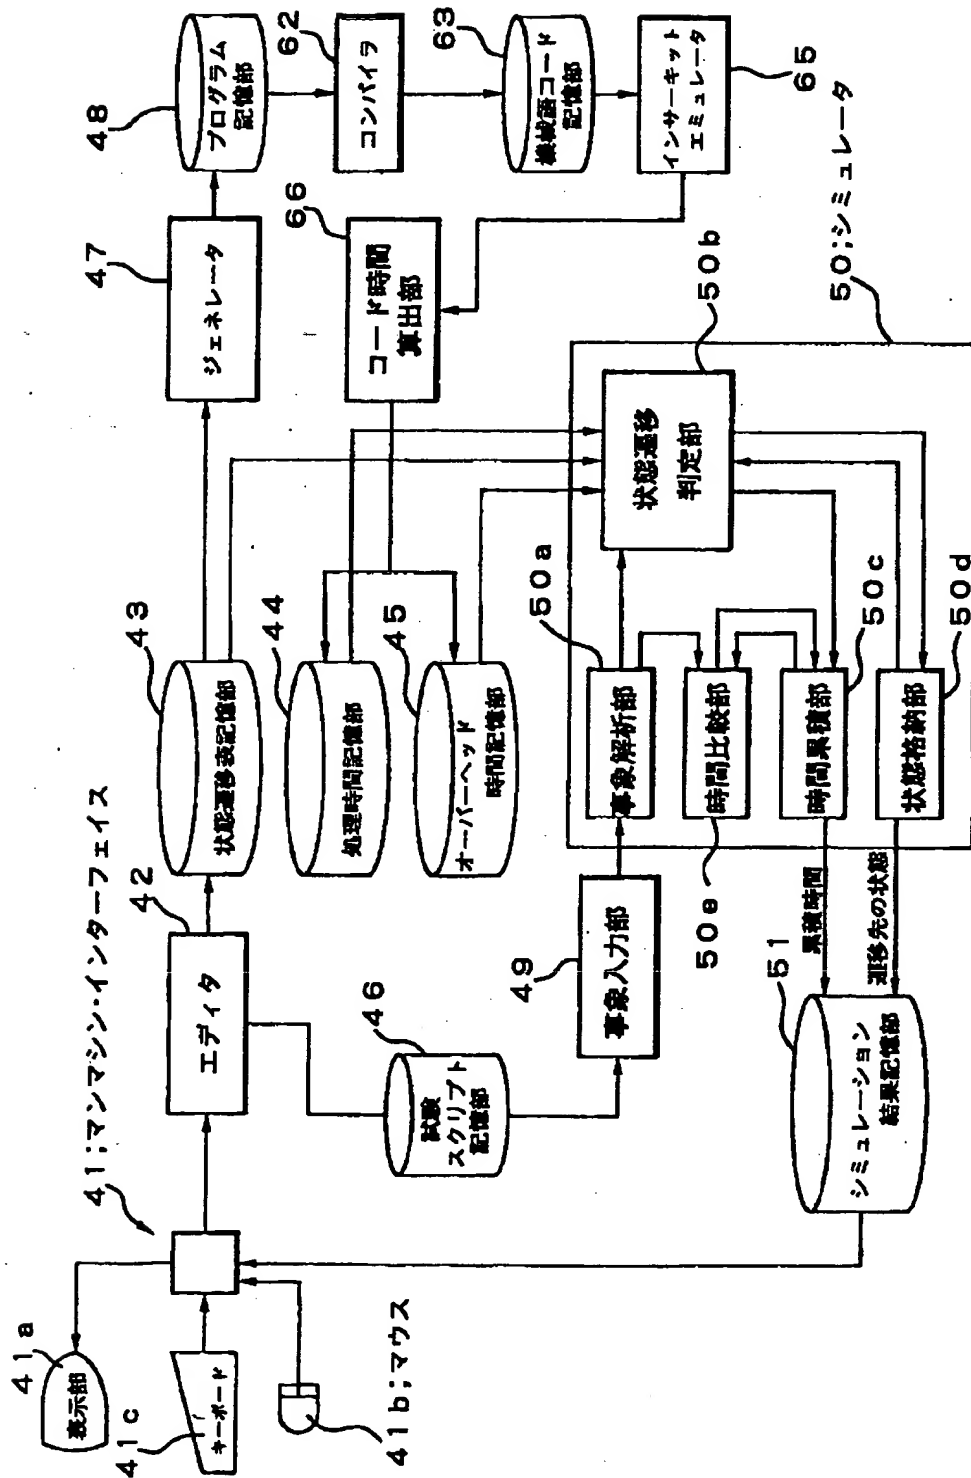 41a
表示部
41c
キーボード
41b;マウス
41;マンマシン・インターフェイス
42
エディタ
46
試験
スクリプト
記憶部
43
状態遷移表記憶部
44
処理時間記憶部
45
オーバーヘッド
時間記憶部
47
ジェネレータ
48
プログラム
記憶部
62
コンパイラ
63
機械語コード
記憶部
65
インサーキット
エミュレータ
66
コード時間
算出部
49
事象入力部
50;シミュレータ
50a
事象解析部
50b
状態遷移
判定部
50e
時間比較部
50c
時間累積部
50d
状態格納部
累積時間
遷移先の状態
51
シミュレーション
結果記憶部